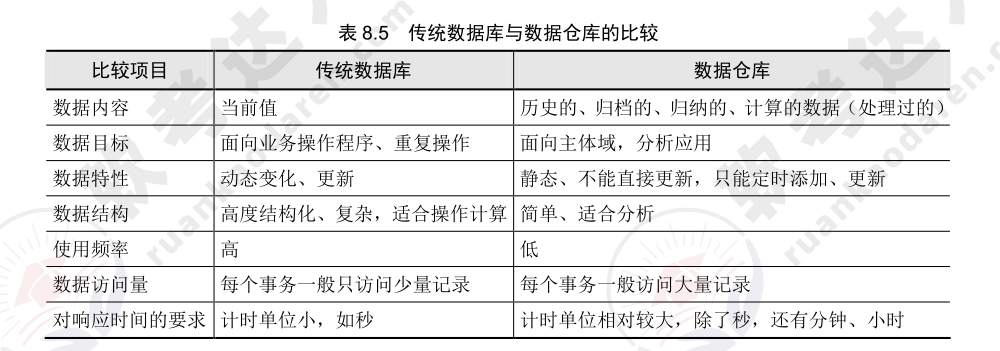 表 8.5 传统数据库与数据仓库的比较
比较项目 传统数据库 数据仓库
数据内容 当前值 历史的、归档的、归纳的、计算的数据（处理过的）
数据目标 面向业务操作程序、重复操作 面向主体域，分析应用
数据特性 动态变化、更新 静态、不能直接更新，只能定时添加、更新
数据结构 高度结构化、复杂，适合操作计算 简单、适合分析
使用频率 高 低
数据访问量 每个事务一般只访问少量记录 每个事务一般访问大量记录
对响应时间的要求 计时单位小，如秒 计时单位相对较大，除了秒，还有分钟、小时
软考达
ruankaodaren.com